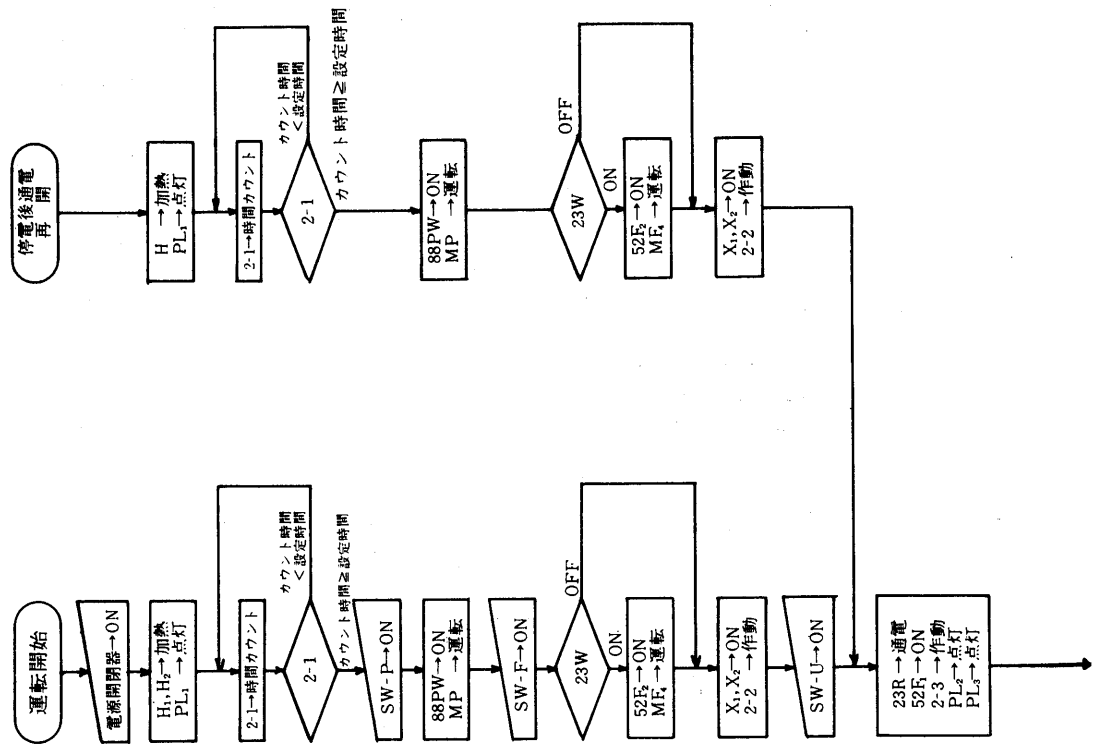 運転開始
電源開閉器→ON
H₁,H₂→加熱
PL₁→点灯
2-1→時間カウント
2-1
カウント時間
<設定時間
カウント時間≧設定時間
SW-P→ON
88PW→ON
MP →運転
SW-F→ON
23W
OFF
ON
52F₂→ON
MF₄→運転
X₁,X₂→ON
2-2 →作動
SW-U→ON
23R→通電
52F₁→ON
2-3→作動
PL₂→点灯
PL₃→点灯
停電後通電
再 開
H →加熱
PL₁→点灯
2-1→時間カウント
2-1
カウント時間
<設定時間
カウント時間≧設定時間
88PW→ON
MP →運転
23W
OFF
ON
52F₂→ON
MF₄→運転
X₁,X₂→ON
2-2 →作動